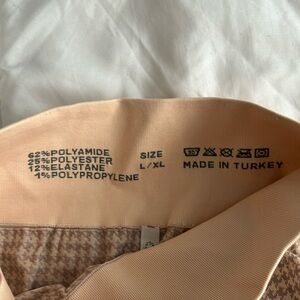 62%POLYAMIDE
25%POLYESTER
12%ELASTANE
1%POLYPROPYLENE
SIZE
L/XL
MADE IN TURKEY